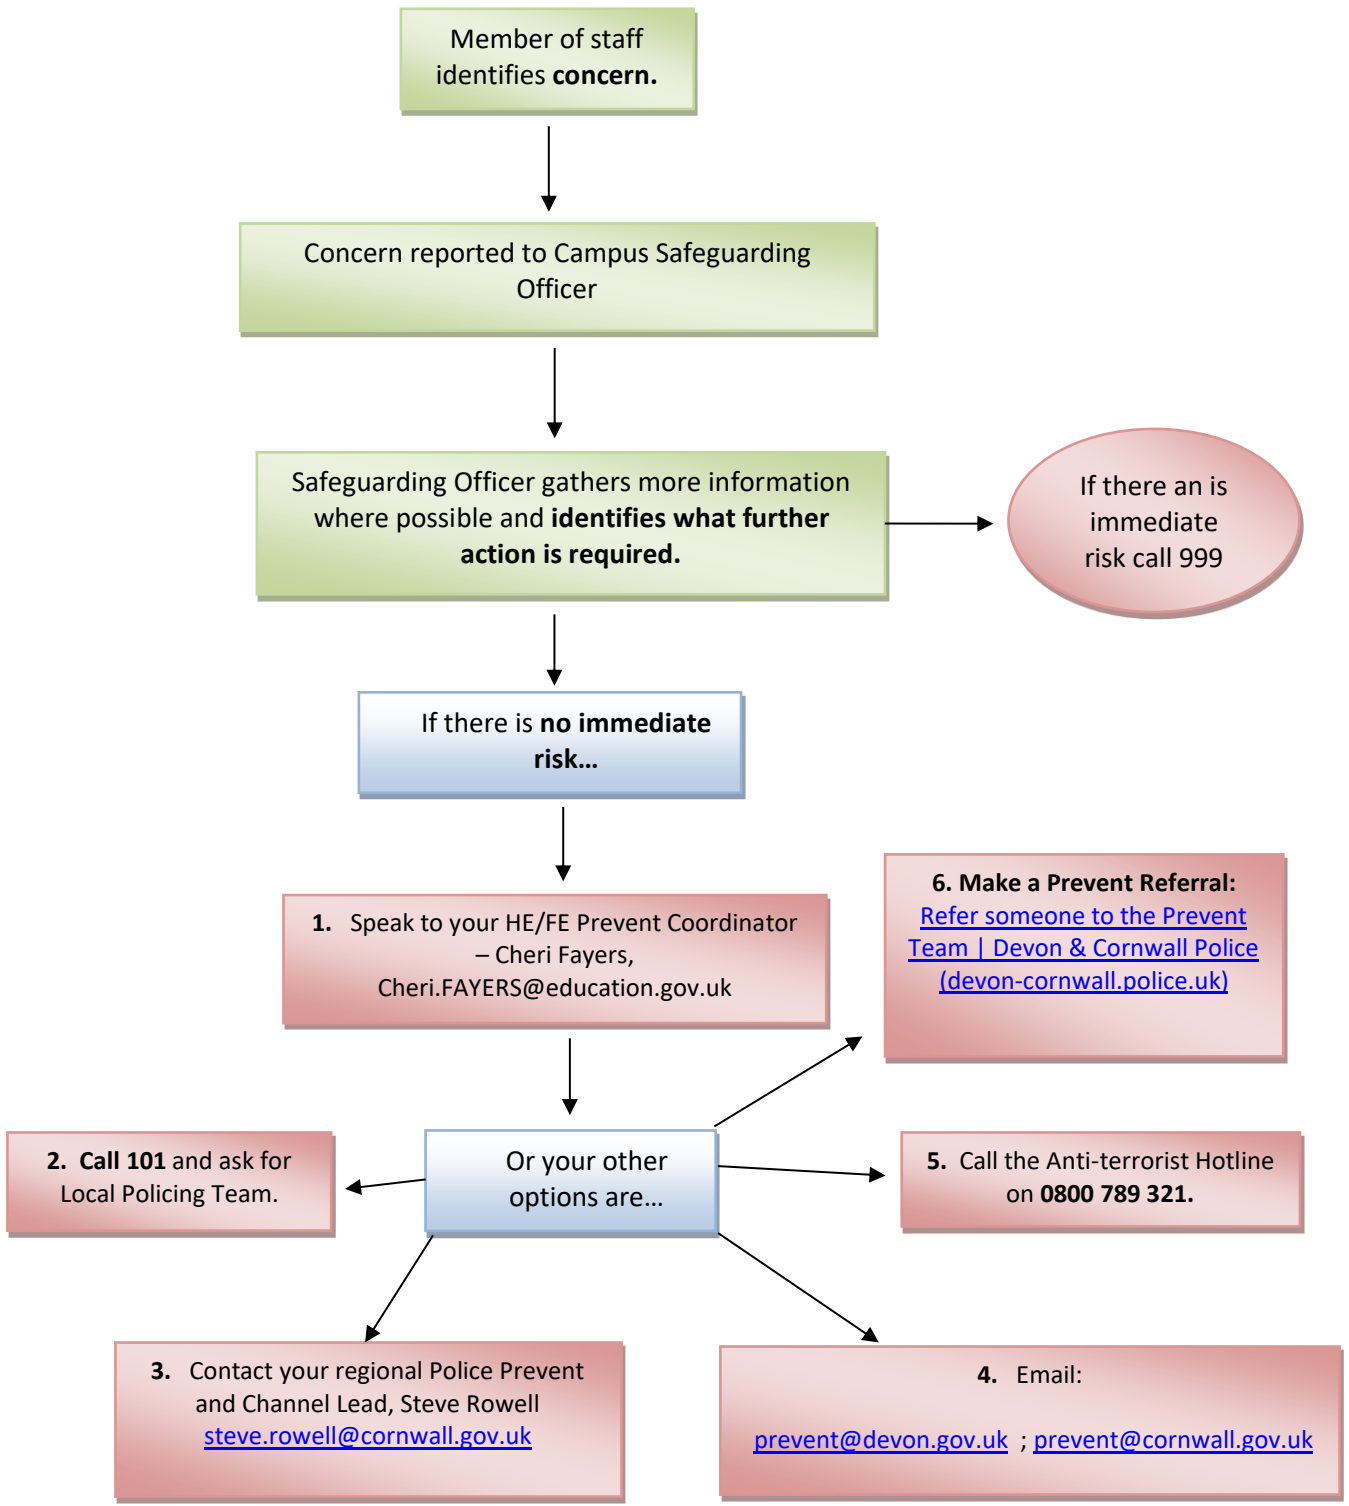 Member of staff
identifies concern.
Concern reported to Campus Safeguarding
Officer
Safeguarding Officer gathers more information
where possible and identifies what further
action is required.
If there an is
immediate
risk call 999
If there is no immediate
risk…
1. Speak to your HE/FE Prevent Coordinator
– Cheri Fayers,
Cheri.FAYERS@education.gov.uk
6. Make a Prevent Referral:
Refer someone to the Prevent
Team | Devon & Cornwall Police
(devon-cornwall.police.uk)
2. Call 101 and ask for
Local Policing Team.
Or your other
options are…
5. Call the Anti-terrorist Hotline
on 0800 789 321.
3. Contact your regional Police Prevent
and Channel Lead, Steve Rowell
steve.rowell@cornwall.gov.uk
4. Email:
prevent@devon.gov.uk ; prevent@cornwall.gov.uk